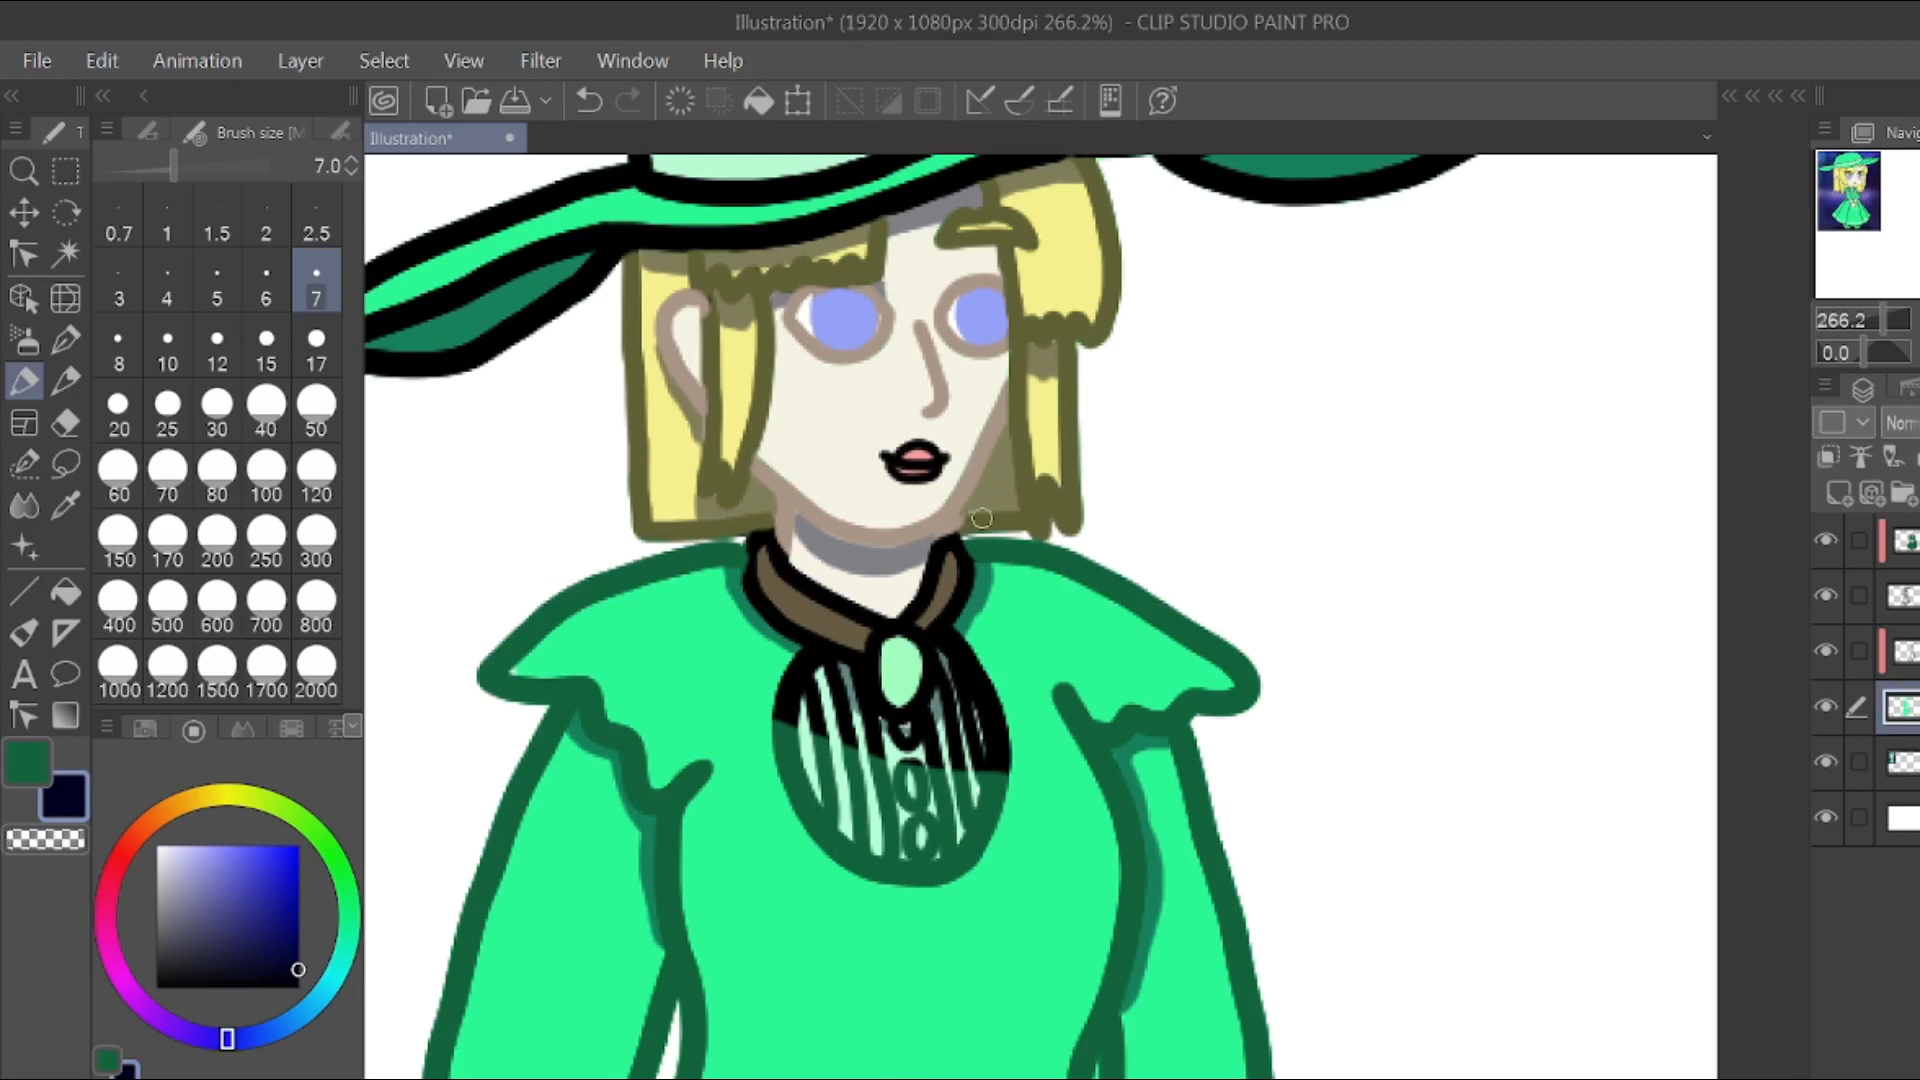 Illustration* (1920 x 1080px 300dpi 266.2%) - CLIP STUDIO PAINT PRO
File Edit Animation Layer Select View Filter Window Help
T Brush size [M
Illustration*
Navig
7.0
0.7 1 1.5 2 2.5
3 4 5 6 7
8 10 12 15 17
20 25 30 40 50
60 70 80 100 120
150 170 200 250 300
400 500 600 700 800
1000 1200 1500 1700 2000
266.2
0.0
Norm